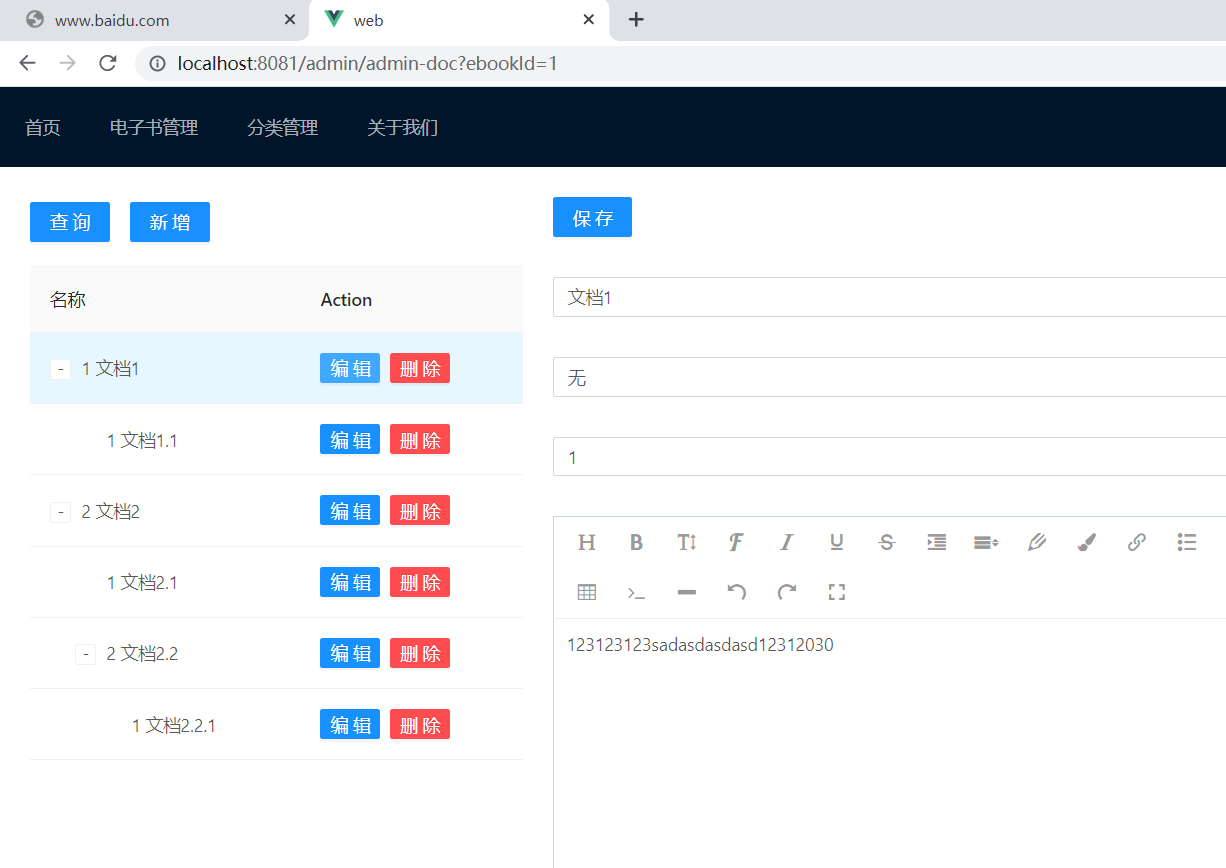 www.baidu.com web
localhost:8081/admin/admin-doc?ebookId=1
首页 电子书管理 分类管理 关于我们
查询 新增
名称 Action
- 1 文档1 编辑 删除
1 文档1.1 编辑 删除
- 2 文档2 编辑 删除
1 文档2.1 编辑 删除
- 2 文档2.2 编辑 删除
1 文档2.2.1 编辑 删除
保存
文档1
无
1
123123123sadasdasdasd12312030